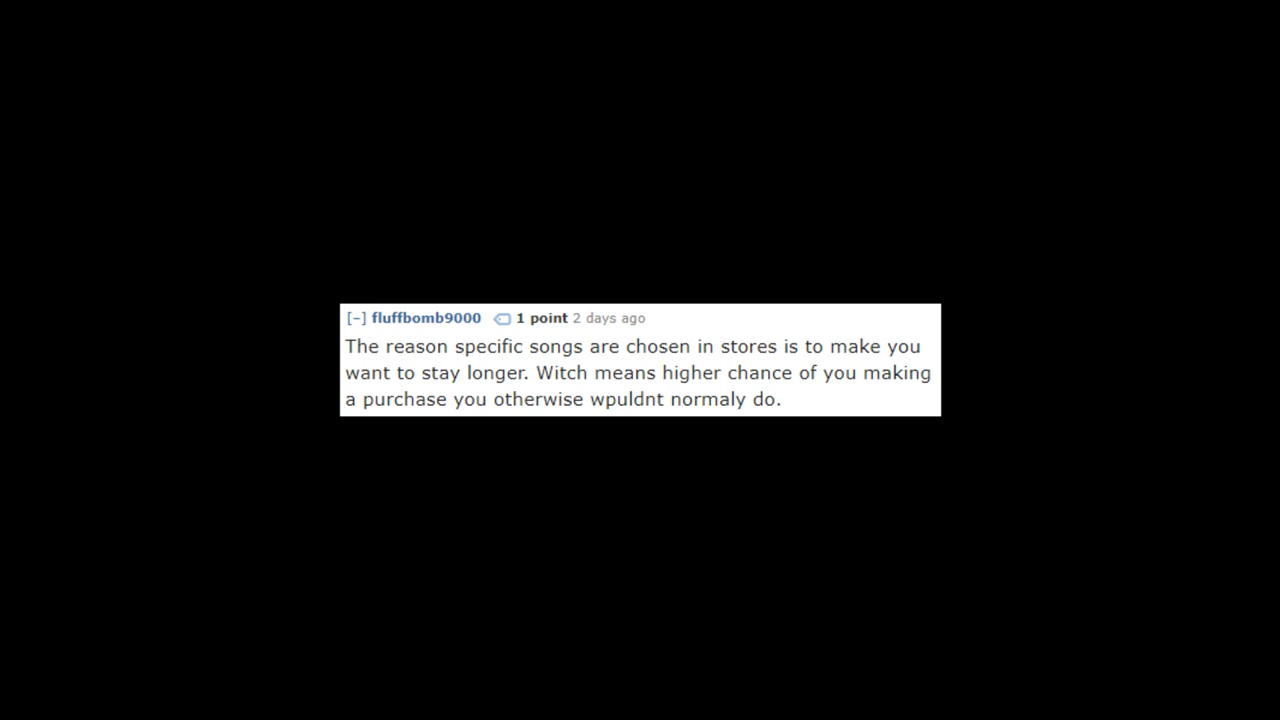 [–] fluffbomb9000 1 point 2 days ago
The reason specific songs are chosen in stores is to make you
want to stay longer. Witch means higher chance of you making
a purchase you otherwise wpuldnt normaly do.